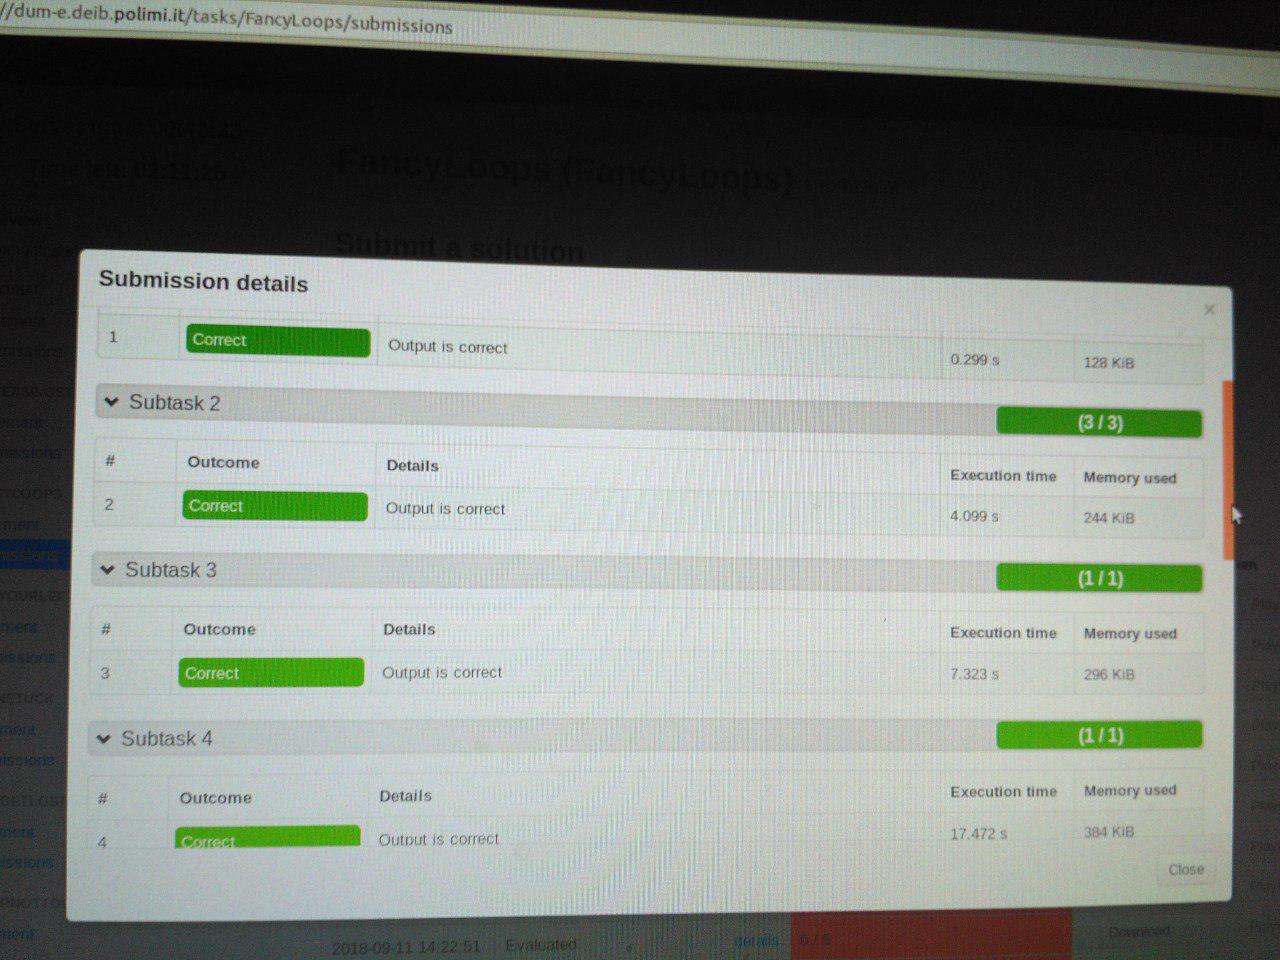 //dum-e.deib.polimi.it/tasks/FancyLoops/submissions
FancyLoops (FancyLoops)
Submit a solution
Submission details
×
1 Correct Output is correct 0.299 s 128 KiB
Subtask 2 (3 / 3)
# Outcome Details Execution time Memory used
2 Correct Output is correct 4.099 s 244 KiB
Subtask 3 (1 / 1)
# Outcome Details Execution time Memory used
3 Correct Output is correct 7.323 s 296 KiB
Subtask 4 (1 / 1)
# Outcome Details Execution time Memory used
4 Correct Output is correct 17.472 s 384 KiB
Close
2018-09-11 14:22:51 Evaluated details Download